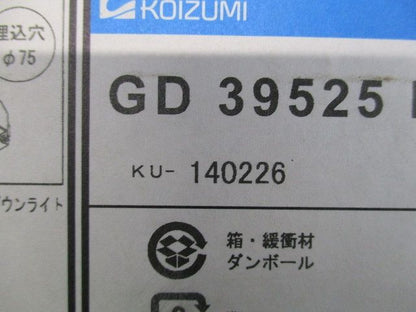 KOIZUMI
埋込穴
φ75
GD 39525
KU- 140226
ウンライト
箱・緩衝材
ダンボール